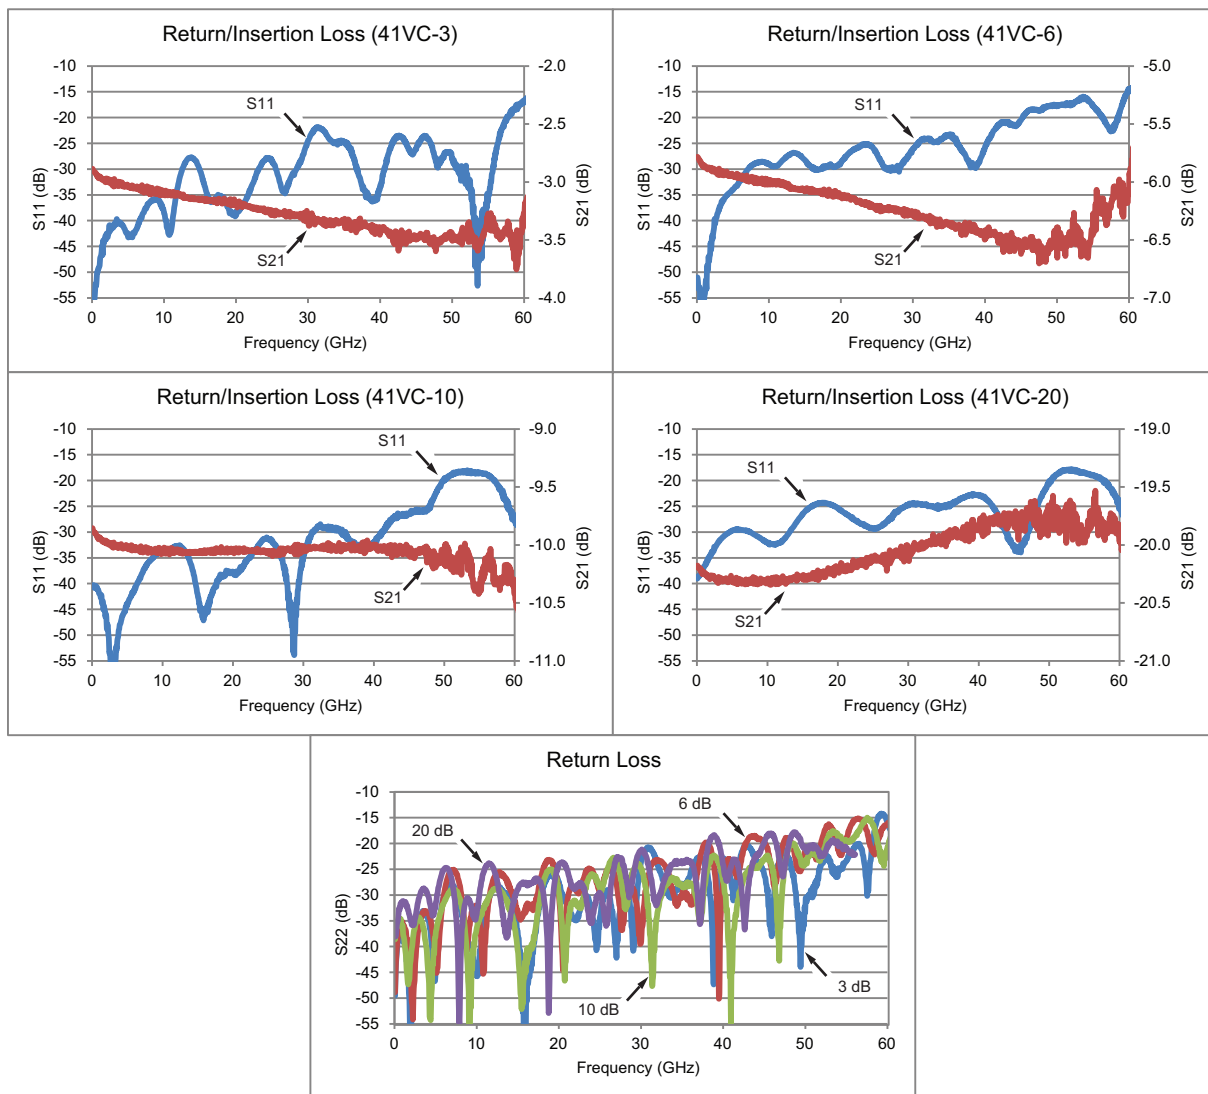 Return/Insertion Loss (41VC-3)
-10
-15
-20
-25
-30
-35
-40
-45
-50
-55
S11 (dB)
S11
S21
-2.0
-2.5
-3.0
-3.5
-4.0
S21 (dB)
0 10 20 30 40 50 60
Frequency (GHz)
Return/Insertion Loss (41VC-6)
-10
-15
-20
-25
-30
-35
-40
-45
-50
-55
S11 (dB)
S11
S21
-5.0
-5.5
-6.0
-6.5
-7.0
S21 (dB)
0 10 20 30 40 50 60
Frequency (GHz)
Return/Insertion Loss (41VC-10)
-10
-15
-20
-25
-30
-35
-40
-45
-50
-55
S11 (dB)
S11
S21
-9.0
-9.5
-10.0
-10.5
-11.0
S21 (dB)
0 10 20 30 40 50 60
Frequency (GHz)
Return/Insertion Loss (41VC-20)
-10
-15
-20
-25
-30
-35
-40
-45
-50
-55
S11 (dB)
S11
S21
-19.0
-19.5
-20.0
-20.5
-21.0
S21 (dB)
0 10 20 30 40 50 60
Frequency (GHz)
Return Loss
-10
-15
-20
-25
-30
-35
-40
-45
-50
-55
S22 (dB)
6 dB
20 dB
3 dB
10 dB
0 10 20 30 40 50 60
Frequency (GHz)